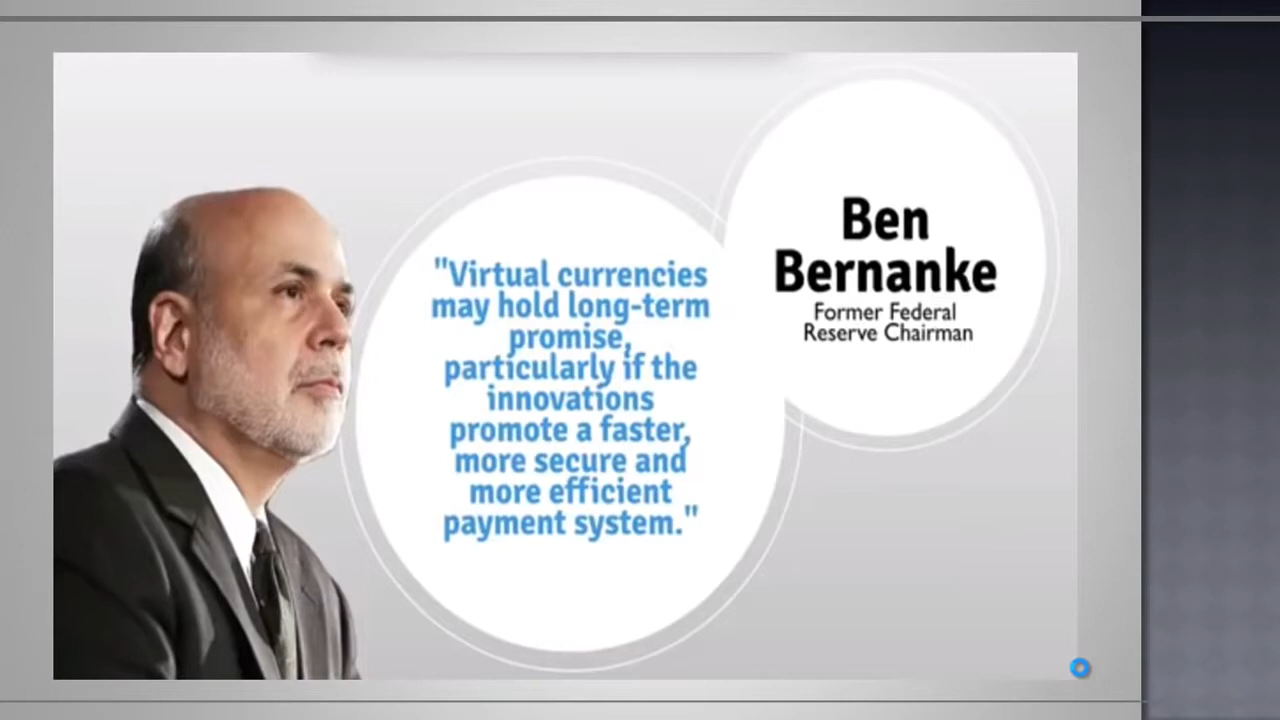 "Virtual currencies
may hold long-term
promise,
particularly if the
innovations
promote a faster,
more secure and
more efficient
payment system."
Ben
Bernanke
Former Federal
Reserve Chairman